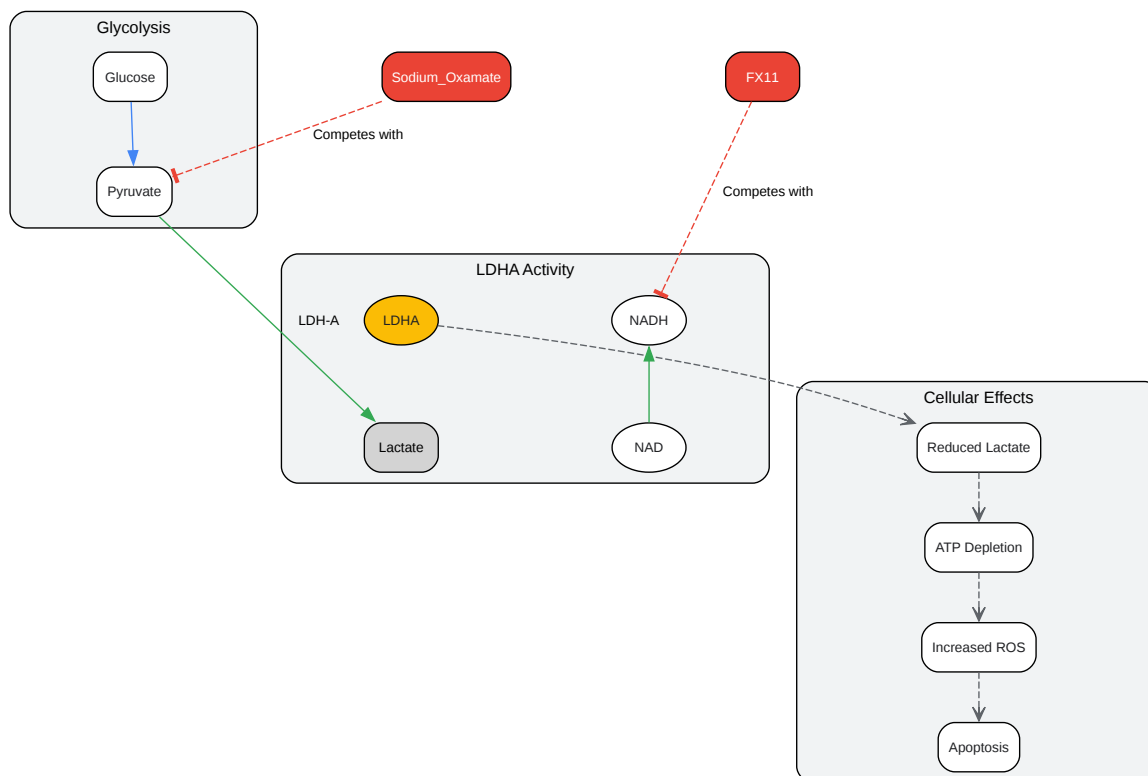 Glycolysis
Glucose
Sodium_Oxamate
FX11
Competes with
Pyruvate
Competes with
LDHA Activity
LDH-A
LDHA
NADH
Cellular Effects
Lactate
NAD
Reduced Lactate
ATP Depletion
Increased ROS
Apoptosis